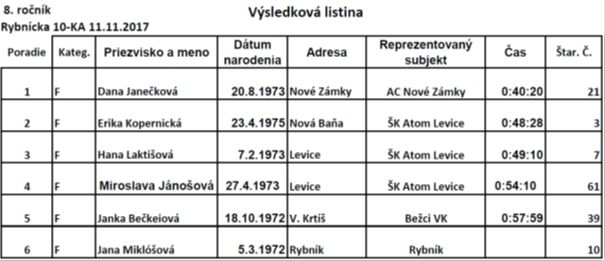 8. ročník
Výsledková listina
Rybnícka 10-KA 11.11.2017
Poradie Kateg. Priezvisko a meno Dátum narodenia Adresa Reprezentovaný subjekt Čas Štar. Č.
1 F Dana Janečková 20.8.1973 Nové Zámky AC Nové Zámky 0:40:20 21
2 F Erika Kopernická 23.4.1975 Nová Baňa ŠK Atom Levice 0:48:28 3
3 F Hana Laktišová 7.2.1973 Levice ŠK Atom Levice 0:49:10 7
4 F Miroslava Jánošová 27.4.1973 Levice ŠK Atom Levice 0:54:10 61
5 F Janka Bečkeiová 18.10.1972 V. Krtíš Bežci VK 0:57:59 39
6 F Jana Miklóšová 5.3.1972 Rybník Rybník 10